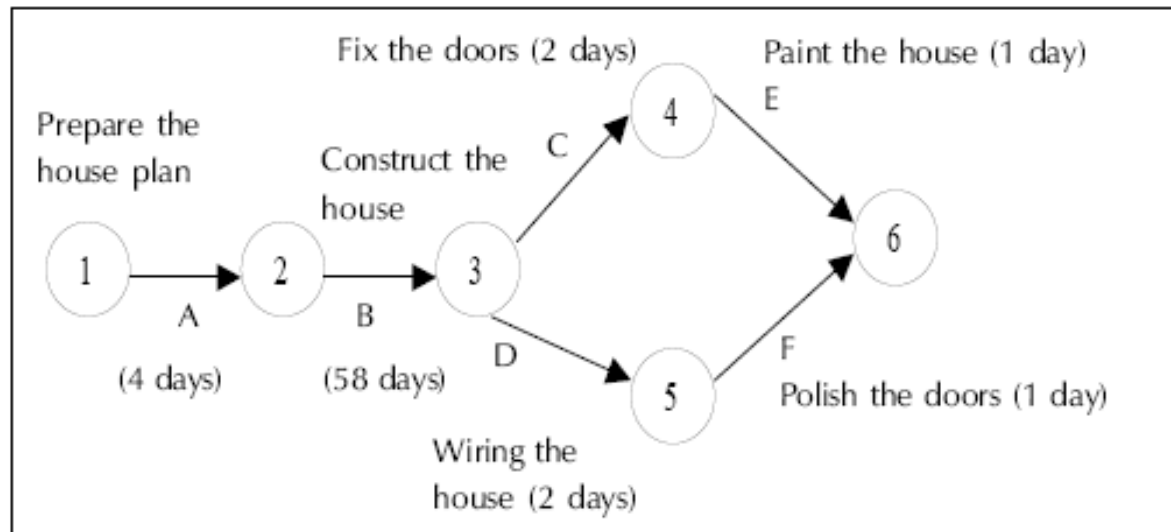 Fix the doors (2 days)
Paint the house (1 day)
E
4
Prepare the
house plan
C
Construct the
house
6
1
2
3
A
B
D
F
(4 days)
(58 days)
5
Polish the doors (1 day)
Wiring the
house (2 days)